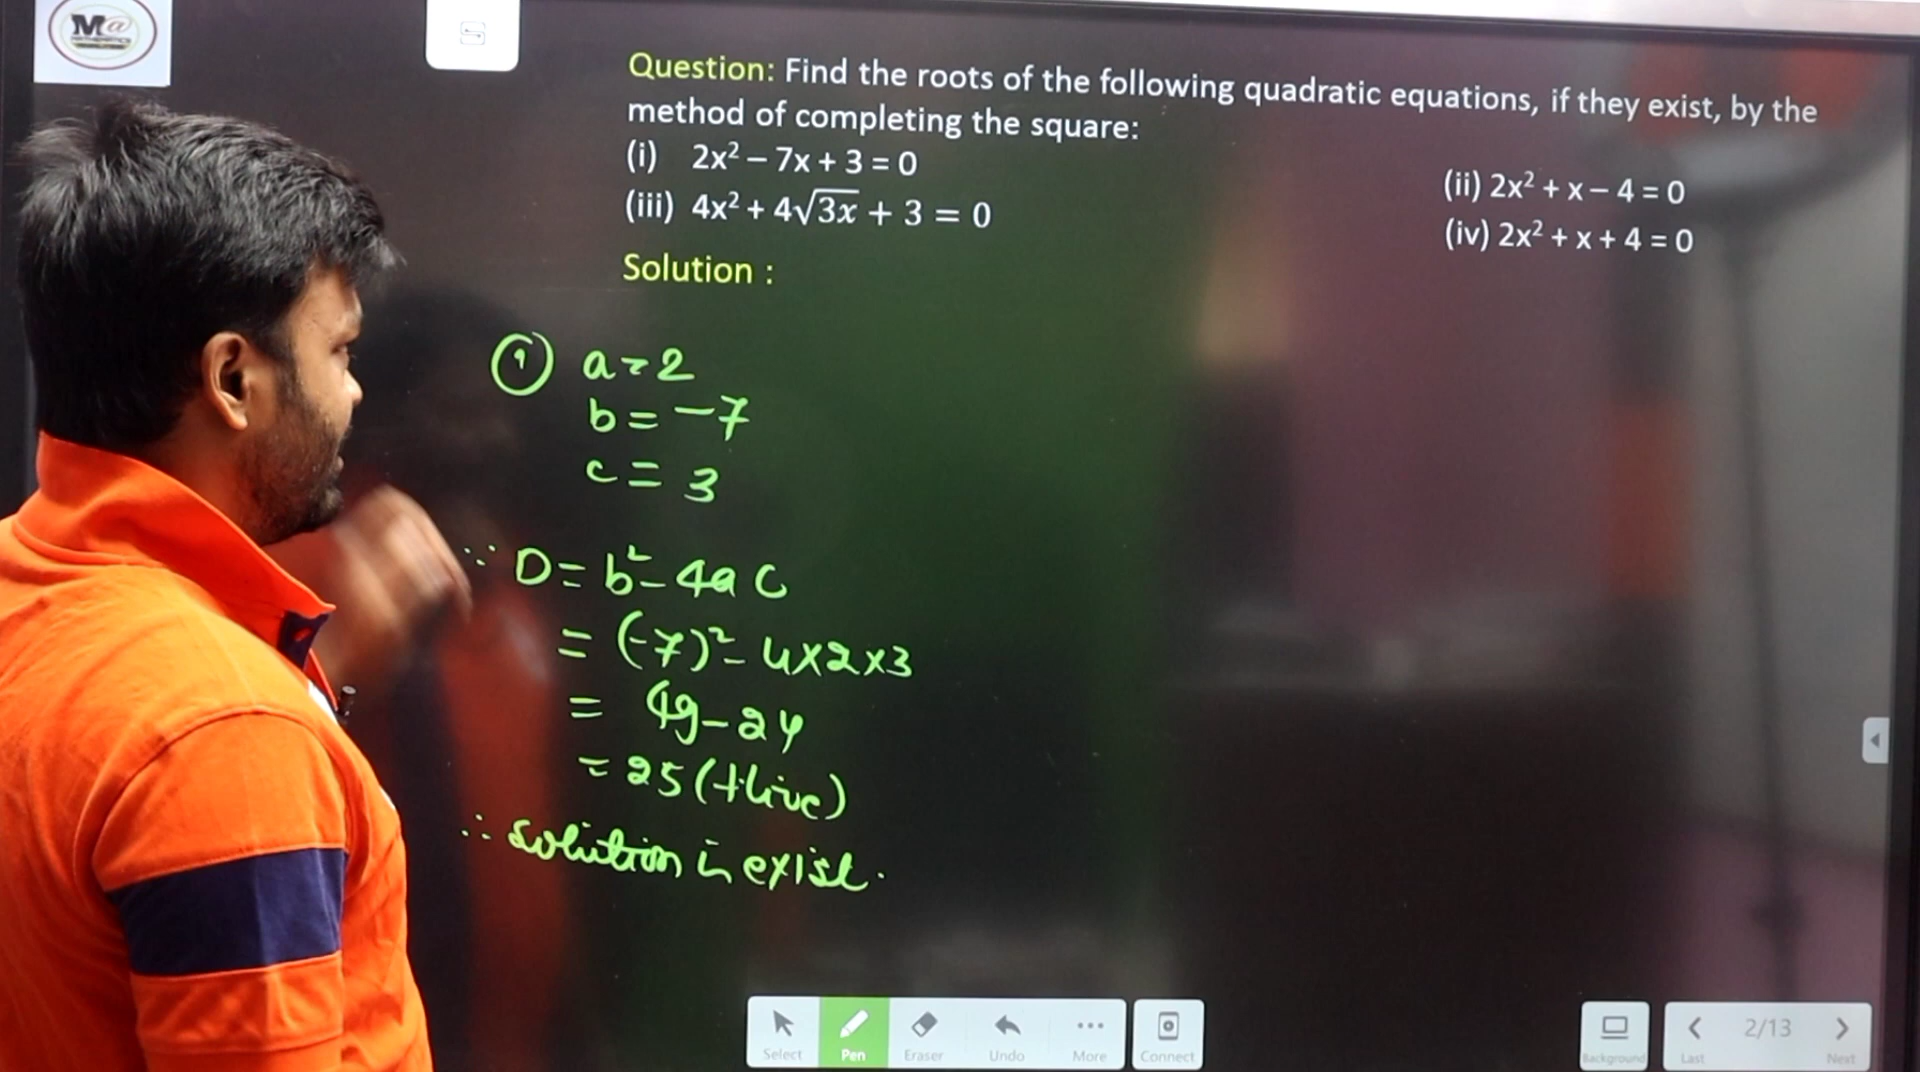 M@
Question: Find the roots of the following quadratic equations, if they exist, by the
method of completing the square:
(i) 2x² – 7x + 3 = 0
(ii) 2x² + x – 4 = 0
(iii) 4x² + 4√3x + 3 = 0
(iv) 2x² + x + 4 = 0
Solution :
① a = 2
b = -7
c = 3
∵ D = b² - 4ac
= (-7)² - 4×2×3
= 49 - 24
= 25 (+tive)
∴ solution is exist.
Select Pen Eraser Undo More Connect
Background Last 2/13 Next